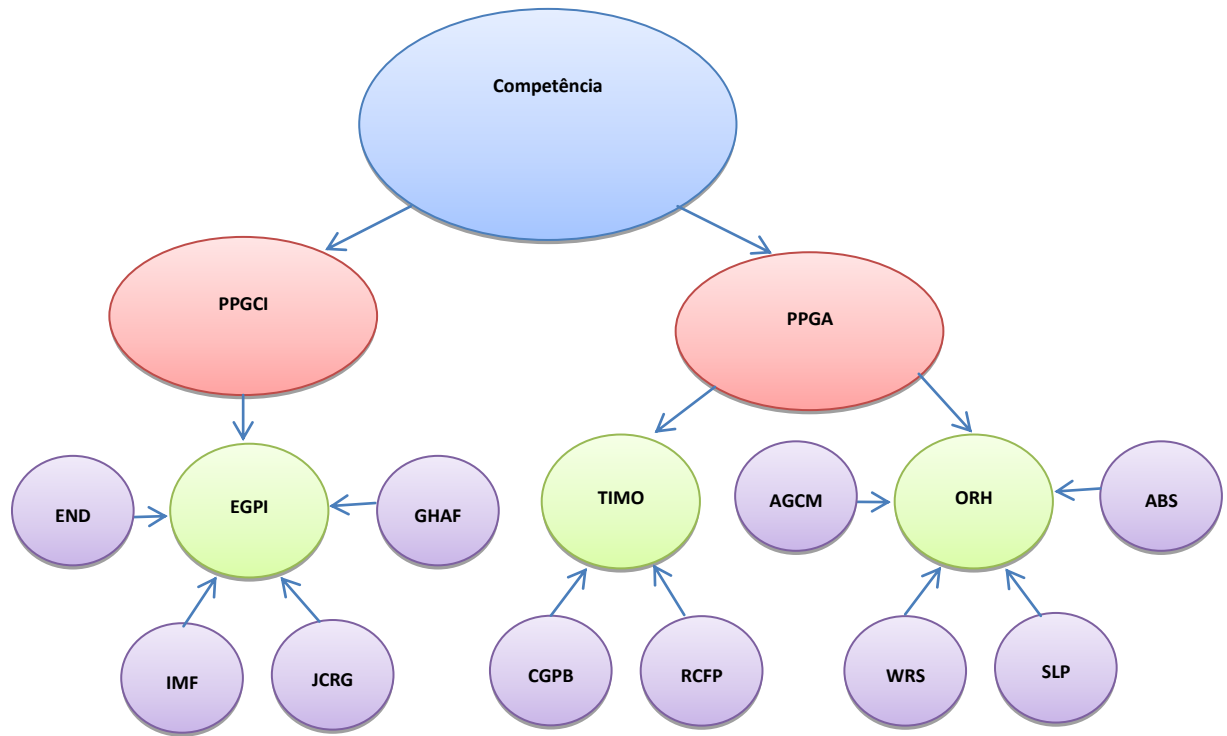 Competência
PPGCI
PPGA
END
EGPI
GHAF
TIMO
AGCM
ORH
ABS
IMF
JCRG
CGPB
RCFP
WRS
SLP